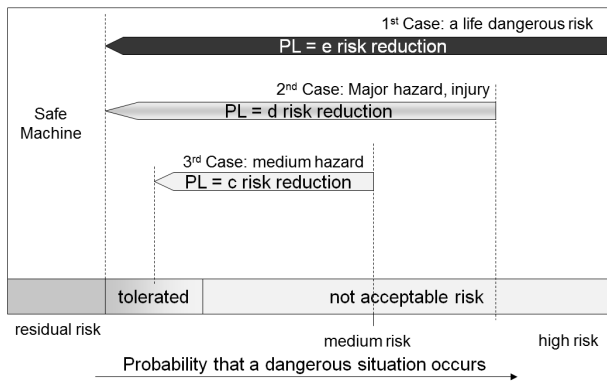 1st Case: a life dangerous risk
PL = e risk reduction
2nd Case: Major hazard, injury
Safe
Machine
PL = d risk reduction
3rd Case: medium hazard
PL = c risk reduction
tolerated
not acceptable risk
residual risk
medium risk
high risk
Probability that a dangerous situation occurs